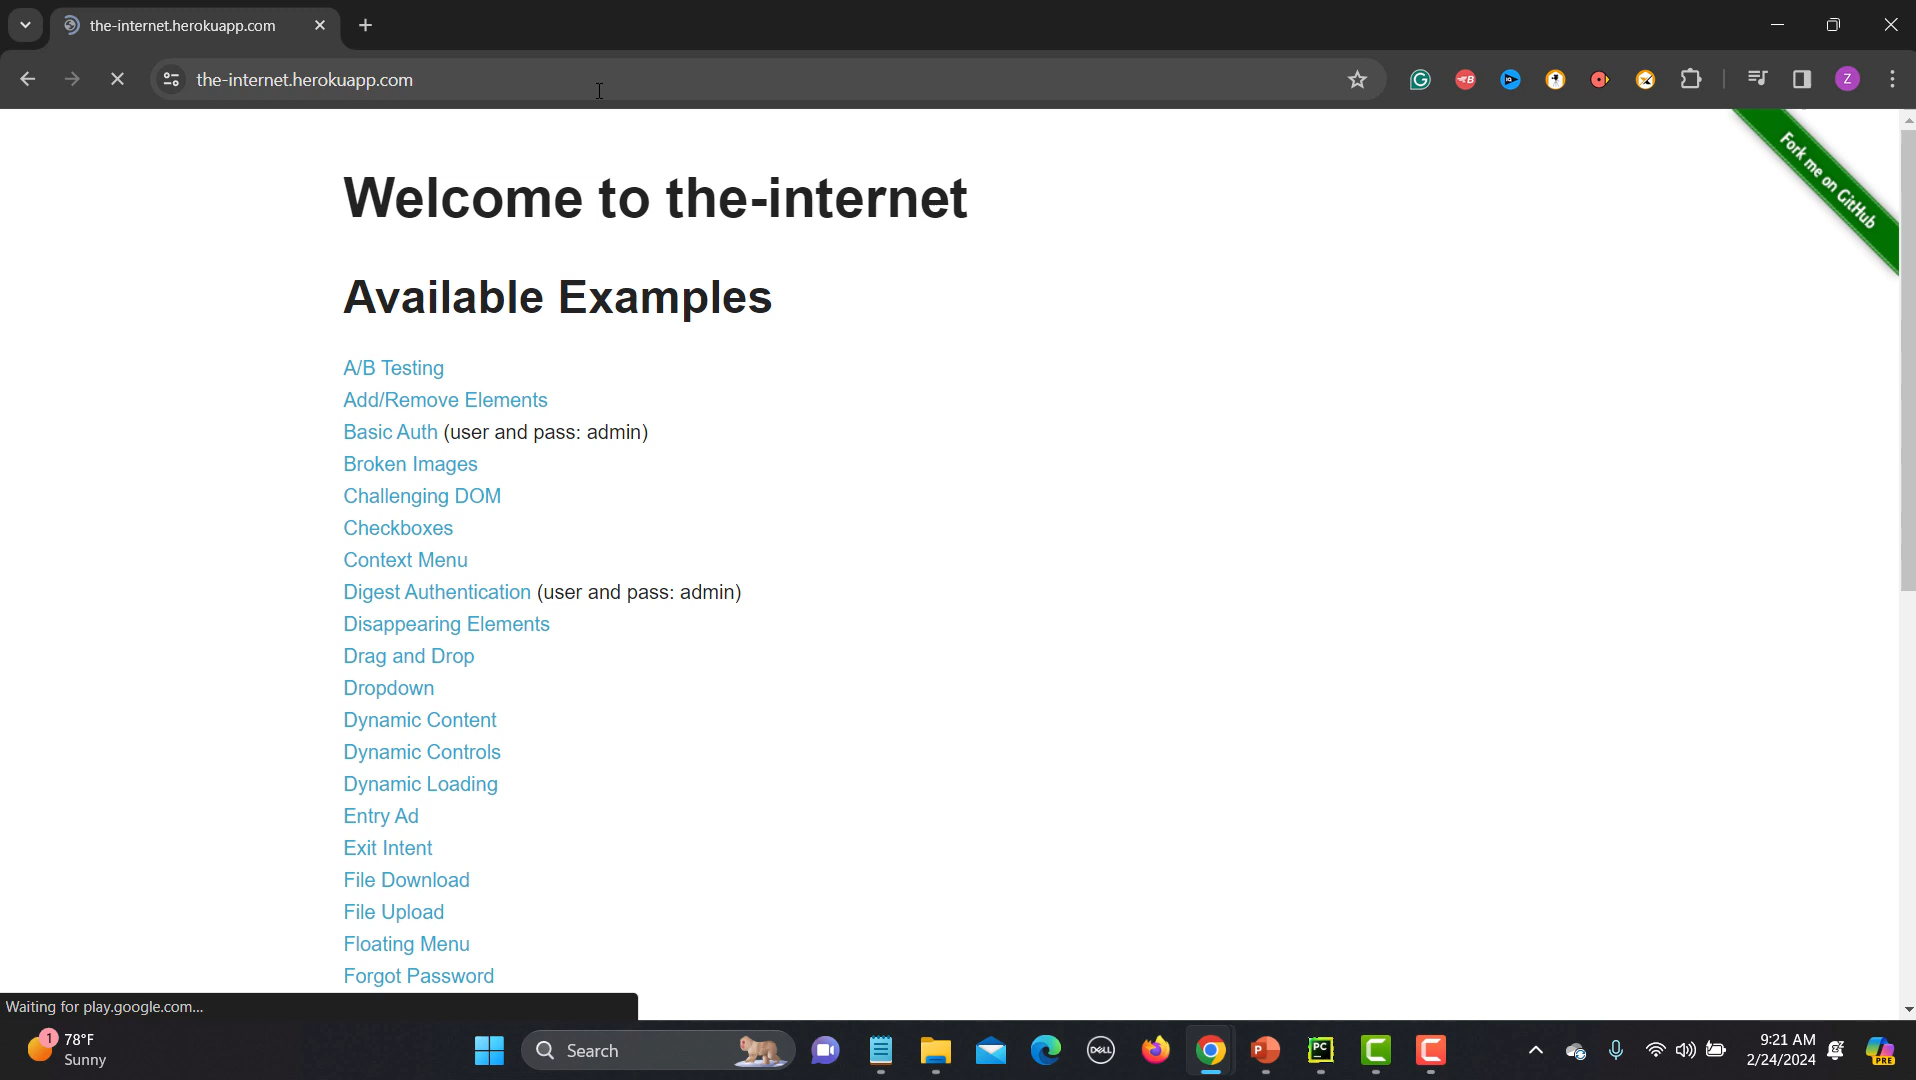 the-internet.herokuapp.com
the-internet.herokuapp.com
Z
Fork me on GitHub
Welcome to the-internet
Available Examples
A/B Testing
Add/Remove Elements
Basic Auth (user and pass: admin)
Broken Images
Challenging DOM
Checkboxes
Context Menu
Digest Authentication (user and pass: admin)
Disappearing Elements
Drag and Drop
Dropdown
Dynamic Content
Dynamic Controls
Dynamic Loading
Entry Ad
Exit Intent
File Download
File Upload
Floating Menu
Forgot Password
Waiting for play.google.com...
1
78°F
Sunny
Search
DELL
P
PC
9:21 AM
2/24/2024
PRE